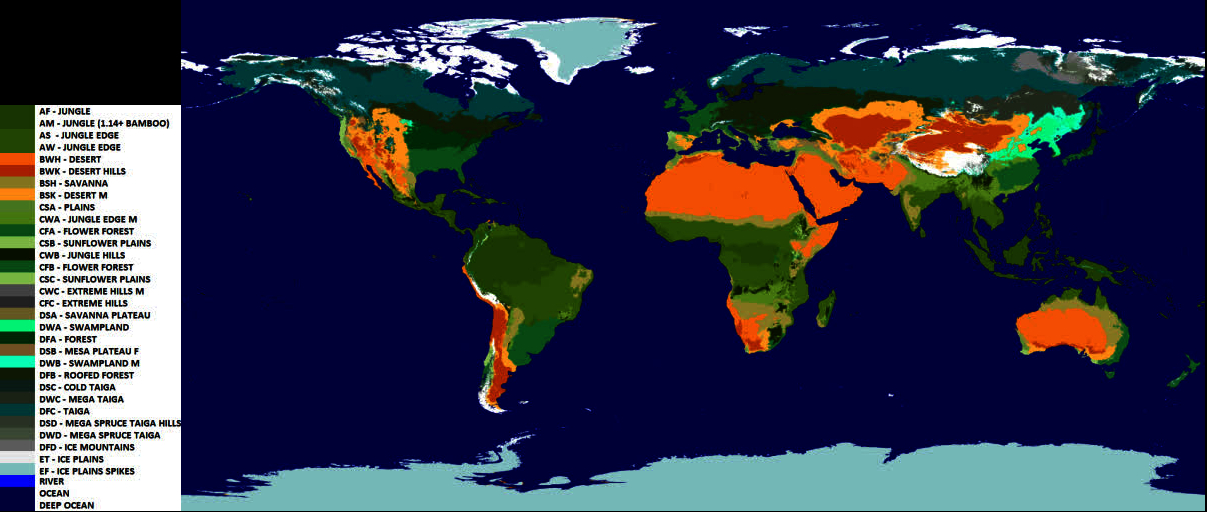 AF - JUNGLE
AM - JUNGLE (1.14+ BAMBOO)
AS - JUNGLE EDGE
AW - JUNGLE EDGE
BWH - DESERT
BWK - DESERT HILLS
BSH - SAVANNA
BSK - DESERT M
CSA - PLAINS
CWA - JUNGLE EDGE M
CFA - FLOWER FOREST
CSB - SUNFLOWER PLAINS
CWB - JUNGLE HILLS
CFB - FLOWER FOREST
CSC - SUNFLOWER PLAINS
CWC - EXTREME HILLS M
CFC - EXTREME HILLS
DSA - SAVANNA PLATEAU
DWA - SWAMPLAND
DFA - FOREST
DSB - MESA PLATEAU F
DWB - SWAMPLAND M
DFB - ROOFED FOREST
DSC - COLD TAIGA
DWC - MEGA TAIGA
DFC - TAIGA
DSD - MEGA SPRUCE TAIGA HILLS
DWD - MEGA SPRUCE TAIGA
DFD - ICE MOUNTAINS
ET - ICE PLAINS
EF - ICE PLAINS SPIKES
RIVER
OCEAN
DEEP OCEAN